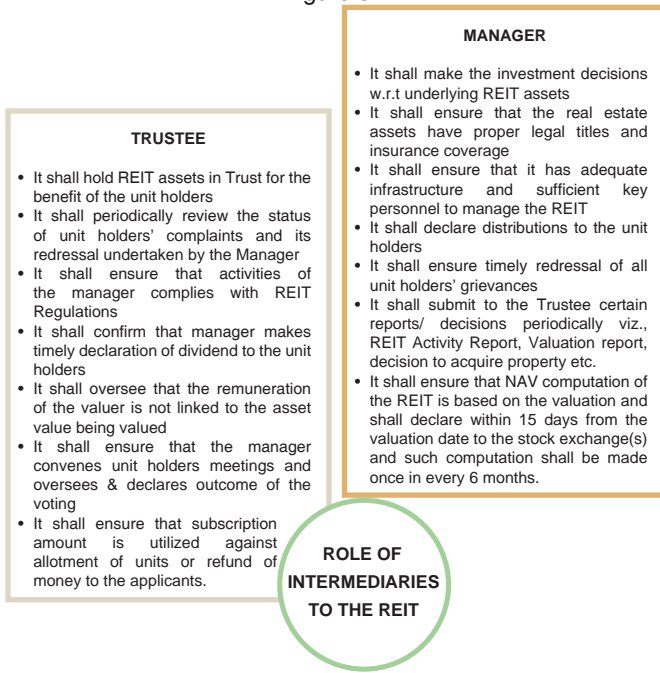 MANAGER
• It shall make the investment decisions
w.r.t underlying REIT assets
• It shall ensure that the real estate
assets have proper legal titles and
insurance coverage
• It shall ensure that it has adequate
infrastructure and sufficient key
personnel to manage the REIT
• It shall declare distributions to the unit
holders
• It shall ensure timely redressal of all
unit holders' grievances
• It shall submit to the Trustee certain
reports/ decisions periodically viz.,
REIT Activity Report, Valuation report,
decision to acquire property etc.
• It shall ensure that NAV computation of
the REIT is based on the valuation and
shall declare within 15 days from the
valuation date to the stock exchange(s)
and such computation shall be made
once in every 6 months.
TRUSTEE
• It shall hold REIT assets in Trust for the
benefit of the unit holders
• It shall periodically review the status
of unit holders' complaints and its
redressal undertaken by the Manager
• It shall ensure that activities of
the manager complies with REIT
Regulations
• It shall confirm that manager makes
timely declaration of dividend to the unit
holders
• It shall oversee that the remuneration
of the valuer is not linked to the asset
value being valued
• It shall ensure that the manager
convenes unit holders meetings and
oversees & declares outcome of the
voting
• It shall ensure that subscription
amount is utilized against
allotment of units or refund of
money to the applicants.
ROLE OF
INTERMEDIARIES
TO THE REIT